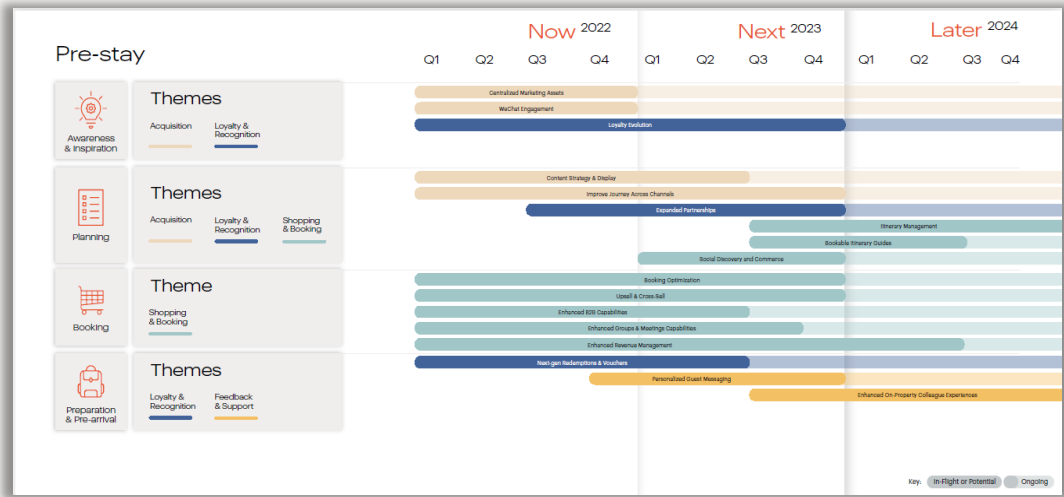 Pre-stay
Now 2022
Next 2023
Later 2024
Q1 Q2 Q3 Q4 Q1 Q2 Q3 Q4 Q1 Q2 Q3 Q4
Awareness
& Inspiration
Themes
Acquisition
Loyalty &
Recognition
Centralized Marketing Assets
WeChat Engagement
Loyalty Evolution
Planning
Themes
Acquisition
Loyalty &
Recognition
Shopping
& Booking
Content Strategy & Display
Improve Journey Across Channels
Expanded Partnerships
Itinerary Management
Bookable Itinerary Guides
Social Discovery and Commerce
Booking
Theme
Shopping
& Booking
Booking Optimization
Upsell & Cross-Sell
Enhanced B2B Capabilities
Enhanced Groups & Meetings Capabilities
Enhanced Revenue Management
Preparation
& Pre-arrival
Themes
Loyalty &
Recognition
Feedback
& Support
Next-gen Redemptions & Vouchers
Personalized Guest Messaging
Enhanced On-Property Colleague Experiences
Key: In-Flight or Potential Ongoing